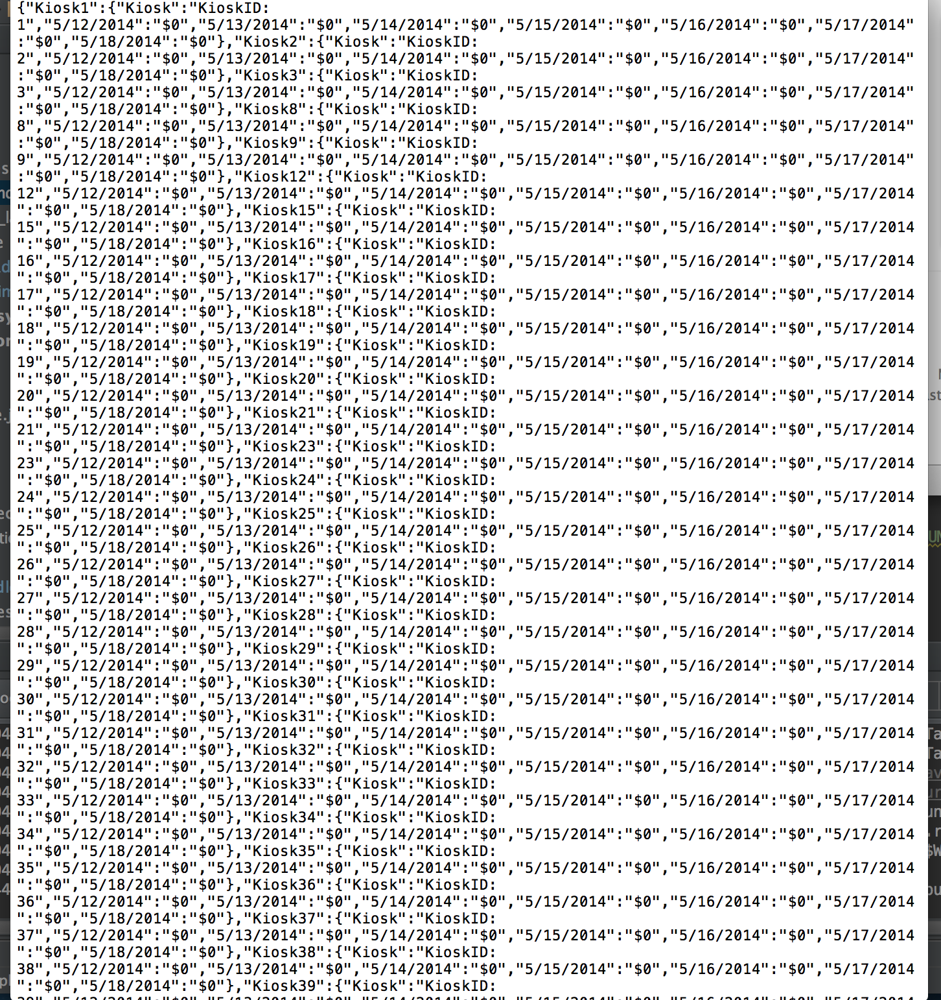 {"Kiosk1":{"Kiosk":"KioskID:
1","5/12/2014":"$0","5/13/2014":"$0","5/14/2014":"$0","5/15/2014":"$0","5/16/2014":"$0","5/17/2014"
:"$0","5/18/2014":"$0"},"Kiosk2":{"Kiosk":"KioskID:
2","5/12/2014":"$0","5/13/2014":"$0","5/14/2014":"$0","5/15/2014":"$0","5/16/2014":"$0","5/17/2014"
:"$0","5/18/2014":"$0"},"Kiosk3":{"Kiosk":"KioskID:
3","5/12/2014":"$0","5/13/2014":"$0","5/14/2014":"$0","5/15/2014":"$0","5/16/2014":"$0","5/17/2014"
:"$0","5/18/2014":"$0"},"Kiosk8":{"Kiosk":"KioskID:
8","5/12/2014":"$0","5/13/2014":"$0","5/14/2014":"$0","5/15/2014":"$0","5/16/2014":"$0","5/17/2014"
:"$0","5/18/2014":"$0"},"Kiosk9":{"Kiosk":"KioskID:
9","5/12/2014":"$0","5/13/2014":"$0","5/14/2014":"$0","5/15/2014":"$0","5/16/2014":"$0","5/17/2014"
:"$0","5/18/2014":"$0"},"Kiosk12":{"Kiosk":"KioskID:
12","5/12/2014":"$0","5/13/2014":"$0","5/14/2014":"$0","5/15/2014":"$0","5/16/2014":"$0","5/17/2014
":"$0","5/18/2014":"$0"},"Kiosk15":{"Kiosk":"KioskID:
15","5/12/2014":"$0","5/13/2014":"$0","5/14/2014":"$0","5/15/2014":"$0","5/16/2014":"$0","5/17/2014
":"$0","5/18/2014":"$0"},"Kiosk16":{"Kiosk":"KioskID:
16","5/12/2014":"$0","5/13/2014":"$0","5/14/2014":"$0","5/15/2014":"$0","5/16/2014":"$0","5/17/2014
":"$0","5/18/2014":"$0"},"Kiosk17":{"Kiosk":"KioskID:
17","5/12/2014":"$0","5/13/2014":"$0","5/14/2014":"$0","5/15/2014":"$0","5/16/2014":"$0","5/17/2014
":"$0","5/18/2014":"$0"},"Kiosk18":{"Kiosk":"KioskID:
18","5/12/2014":"$0","5/13/2014":"$0","5/14/2014":"$0","5/15/2014":"$0","5/16/2014":"$0","5/17/2014
":"$0","5/18/2014":"$0"},"Kiosk19":{"Kiosk":"KioskID:
19","5/12/2014":"$0","5/13/2014":"$0","5/14/2014":"$0","5/15/2014":"$0","5/16/2014":"$0","5/17/2014
":"$0","5/18/2014":"$0"},"Kiosk20":{"Kiosk":"KioskID:
20","5/12/2014":"$0","5/13/2014":"$0","5/14/2014":"$0","5/15/2014":"$0","5/16/2014":"$0","5/17/2014
":"$0","5/18/2014":"$0"},"Kiosk21":{"Kiosk":"KioskID:
21","5/12/2014":"$0","5/13/2014":"$0","5/14/2014":"$0","5/15/2014":"$0","5/16/2014":"$0","5/17/2014
":"$0","5/18/2014":"$0"},"Kiosk23":{"Kiosk":"KioskID:
23","5/12/2014":"$0","5/13/2014":"$0","5/14/2014":"$0","5/15/2014":"$0","5/16/2014":"$0","5/17/2014
":"$0","5/18/2014":"$0"},"Kiosk24":{"Kiosk":"KioskID:
24","5/12/2014":"$0","5/13/2014":"$0","5/14/2014":"$0","5/15/2014":"$0","5/16/2014":"$0","5/17/2014
":"$0","5/18/2014":"$0"},"Kiosk25":{"Kiosk":"KioskID:
25","5/12/2014":"$0","5/13/2014":"$0","5/14/2014":"$0","5/15/2014":"$0","5/16/2014":"$0","5/17/2014
":"$0","5/18/2014":"$0"},"Kiosk26":{"Kiosk":"KioskID:
26","5/12/2014":"$0","5/13/2014":"$0","5/14/2014":"$0","5/15/2014":"$0","5/16/2014":"$0","5/17/2014
":"$0","5/18/2014":"$0"},"Kiosk27":{"Kiosk":"KioskID:
27","5/12/2014":"$0","5/13/2014":"$0","5/14/2014":"$0","5/15/2014":"$0","5/16/2014":"$0","5/17/2014
":"$0","5/18/2014":"$0"},"Kiosk28":{"Kiosk":"KioskID:
28","5/12/2014":"$0","5/13/2014":"$0","5/14/2014":"$0","5/15/2014":"$0","5/16/2014":"$0","5/17/2014
":"$0","5/18/2014":"$0"},"Kiosk29":{"Kiosk":"KioskID:
29","5/12/2014":"$0","5/13/2014":"$0","5/14/2014":"$0","5/15/2014":"$0","5/16/2014":"$0","5/17/2014
":"$0","5/18/2014":"$0"},"Kiosk30":{"Kiosk":"KioskID:
30","5/12/2014":"$0","5/13/2014":"$0","5/14/2014":"$0","5/15/2014":"$0","5/16/2014":"$0","5/17/2014
":"$0","5/18/2014":"$0"},"Kiosk31":{"Kiosk":"KioskID:
31","5/12/2014":"$0","5/13/2014":"$0","5/14/2014":"$0","5/15/2014":"$0","5/16/2014":"$0","5/17/2014
":"$0","5/18/2014":"$0"},"Kiosk32":{"Kiosk":"KioskID:
32","5/12/2014":"$0","5/13/2014":"$0","5/14/2014":"$0","5/15/2014":"$0","5/16/2014":"$0","5/17/2014
":"$0","5/18/2014":"$0"},"Kiosk33":{"Kiosk":"KioskID:
33","5/12/2014":"$0","5/13/2014":"$0","5/14/2014":"$0","5/15/2014":"$0","5/16/2014":"$0","5/17/2014
":"$0","5/18/2014":"$0"},"Kiosk34":{"Kiosk":"KioskID:
34","5/12/2014":"$0","5/13/2014":"$0","5/14/2014":"$0","5/15/2014":"$0","5/16/2014":"$0","5/17/2014
":"$0","5/18/2014":"$0"},"Kiosk35":{"Kiosk":"KioskID:
35","5/12/2014":"$0","5/13/2014":"$0","5/14/2014":"$0","5/15/2014":"$0","5/16/2014":"$0","5/17/2014
":"$0","5/18/2014":"$0"},"Kiosk36":{"Kiosk":"KioskID:
36","5/12/2014":"$0","5/13/2014":"$0","5/14/2014":"$0","5/15/2014":"$0","5/16/2014":"$0","5/17/2014
":"$0","5/18/2014":"$0"},"Kiosk37":{"Kiosk":"KioskID:
37","5/12/2014":"$0","5/13/2014":"$0","5/14/2014":"$0","5/15/2014":"$0","5/16/2014":"$0","5/17/2014
":"$0","5/18/2014":"$0"},"Kiosk38":{"Kiosk":"KioskID:
38","5/12/2014":"$0","5/13/2014":"$0","5/14/2014":"$0","5/15/2014":"$0","5/16/2014":"$0","5/17/2014
":"$0","5/18/2014":"$0"},"Kiosk39":{"Kiosk":"KioskID: